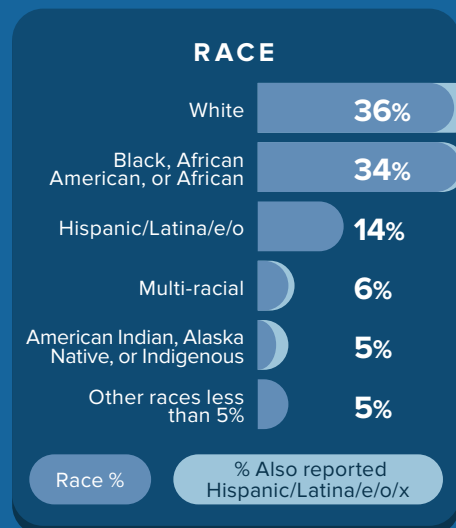 RACE
White
36%
Black, African
American, or African
34%
Hispanic/Latina/e/o
14%
Multi-racial
6%
American Indian, Alaska
Native, or Indigenous
5%
Other races less
than 5%
5%
Race %
% Also reported
Hispanic/Latina/e/o/x